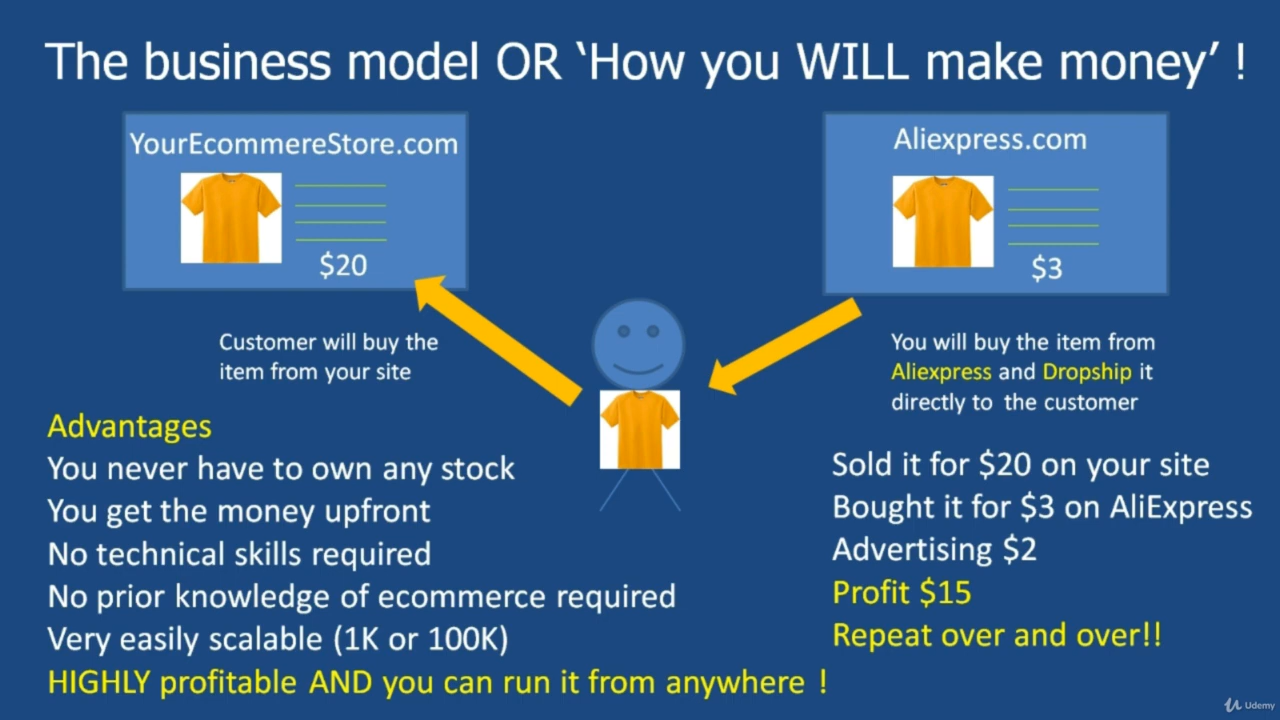 The business model OR ‘How you WILL make money’ !
YourEcommereStore.com
$20
Aliexpress.com
$3
Customer will buy the
item from your site
You will buy the item from
Aliexpress and Dropship it
directly to the customer
Advantages
You never have to own any stock
You get the money upfront
No technical skills required
No prior knowledge of ecommerce required
Very easily scalable (1K or 100K)
HIGHLY profitable AND you can run it from anywhere !
Sold it for $20 on your site
Bought it for $3 on AliExpress
Advertising $2
Profit $15
Repeat over and over!!
Udemy